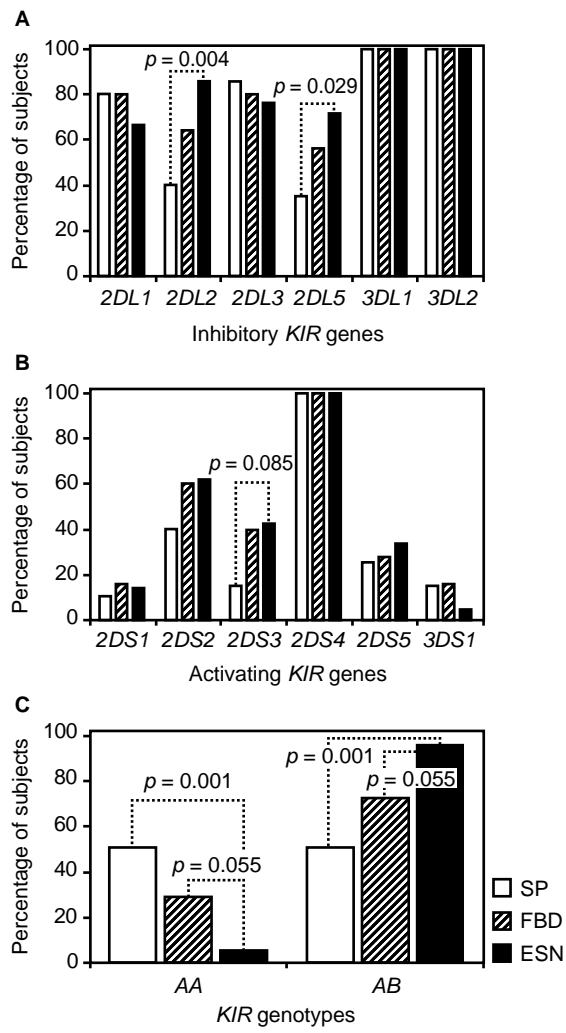 A
Percentage of subjects
100
80
60
40
20
0
p = 0.004
p = 0.029
2DL1 2DL2 2DL3 2DL5 3DL1 3DL2
Inhibitory KIR genes
B
Percentage of subjects
100
80
60
40
20
0
p = 0.085
2DS1 2DS2 2DS3 2DS4 2DS5 3DS1
Activating KIR genes
C
Percentage of subjects
100
80
60
40
20
0
p = 0.001
p = 0.055
p = 0.001
p = 0.055
AA AB
KIR genotypes
SP
FBD
ESN